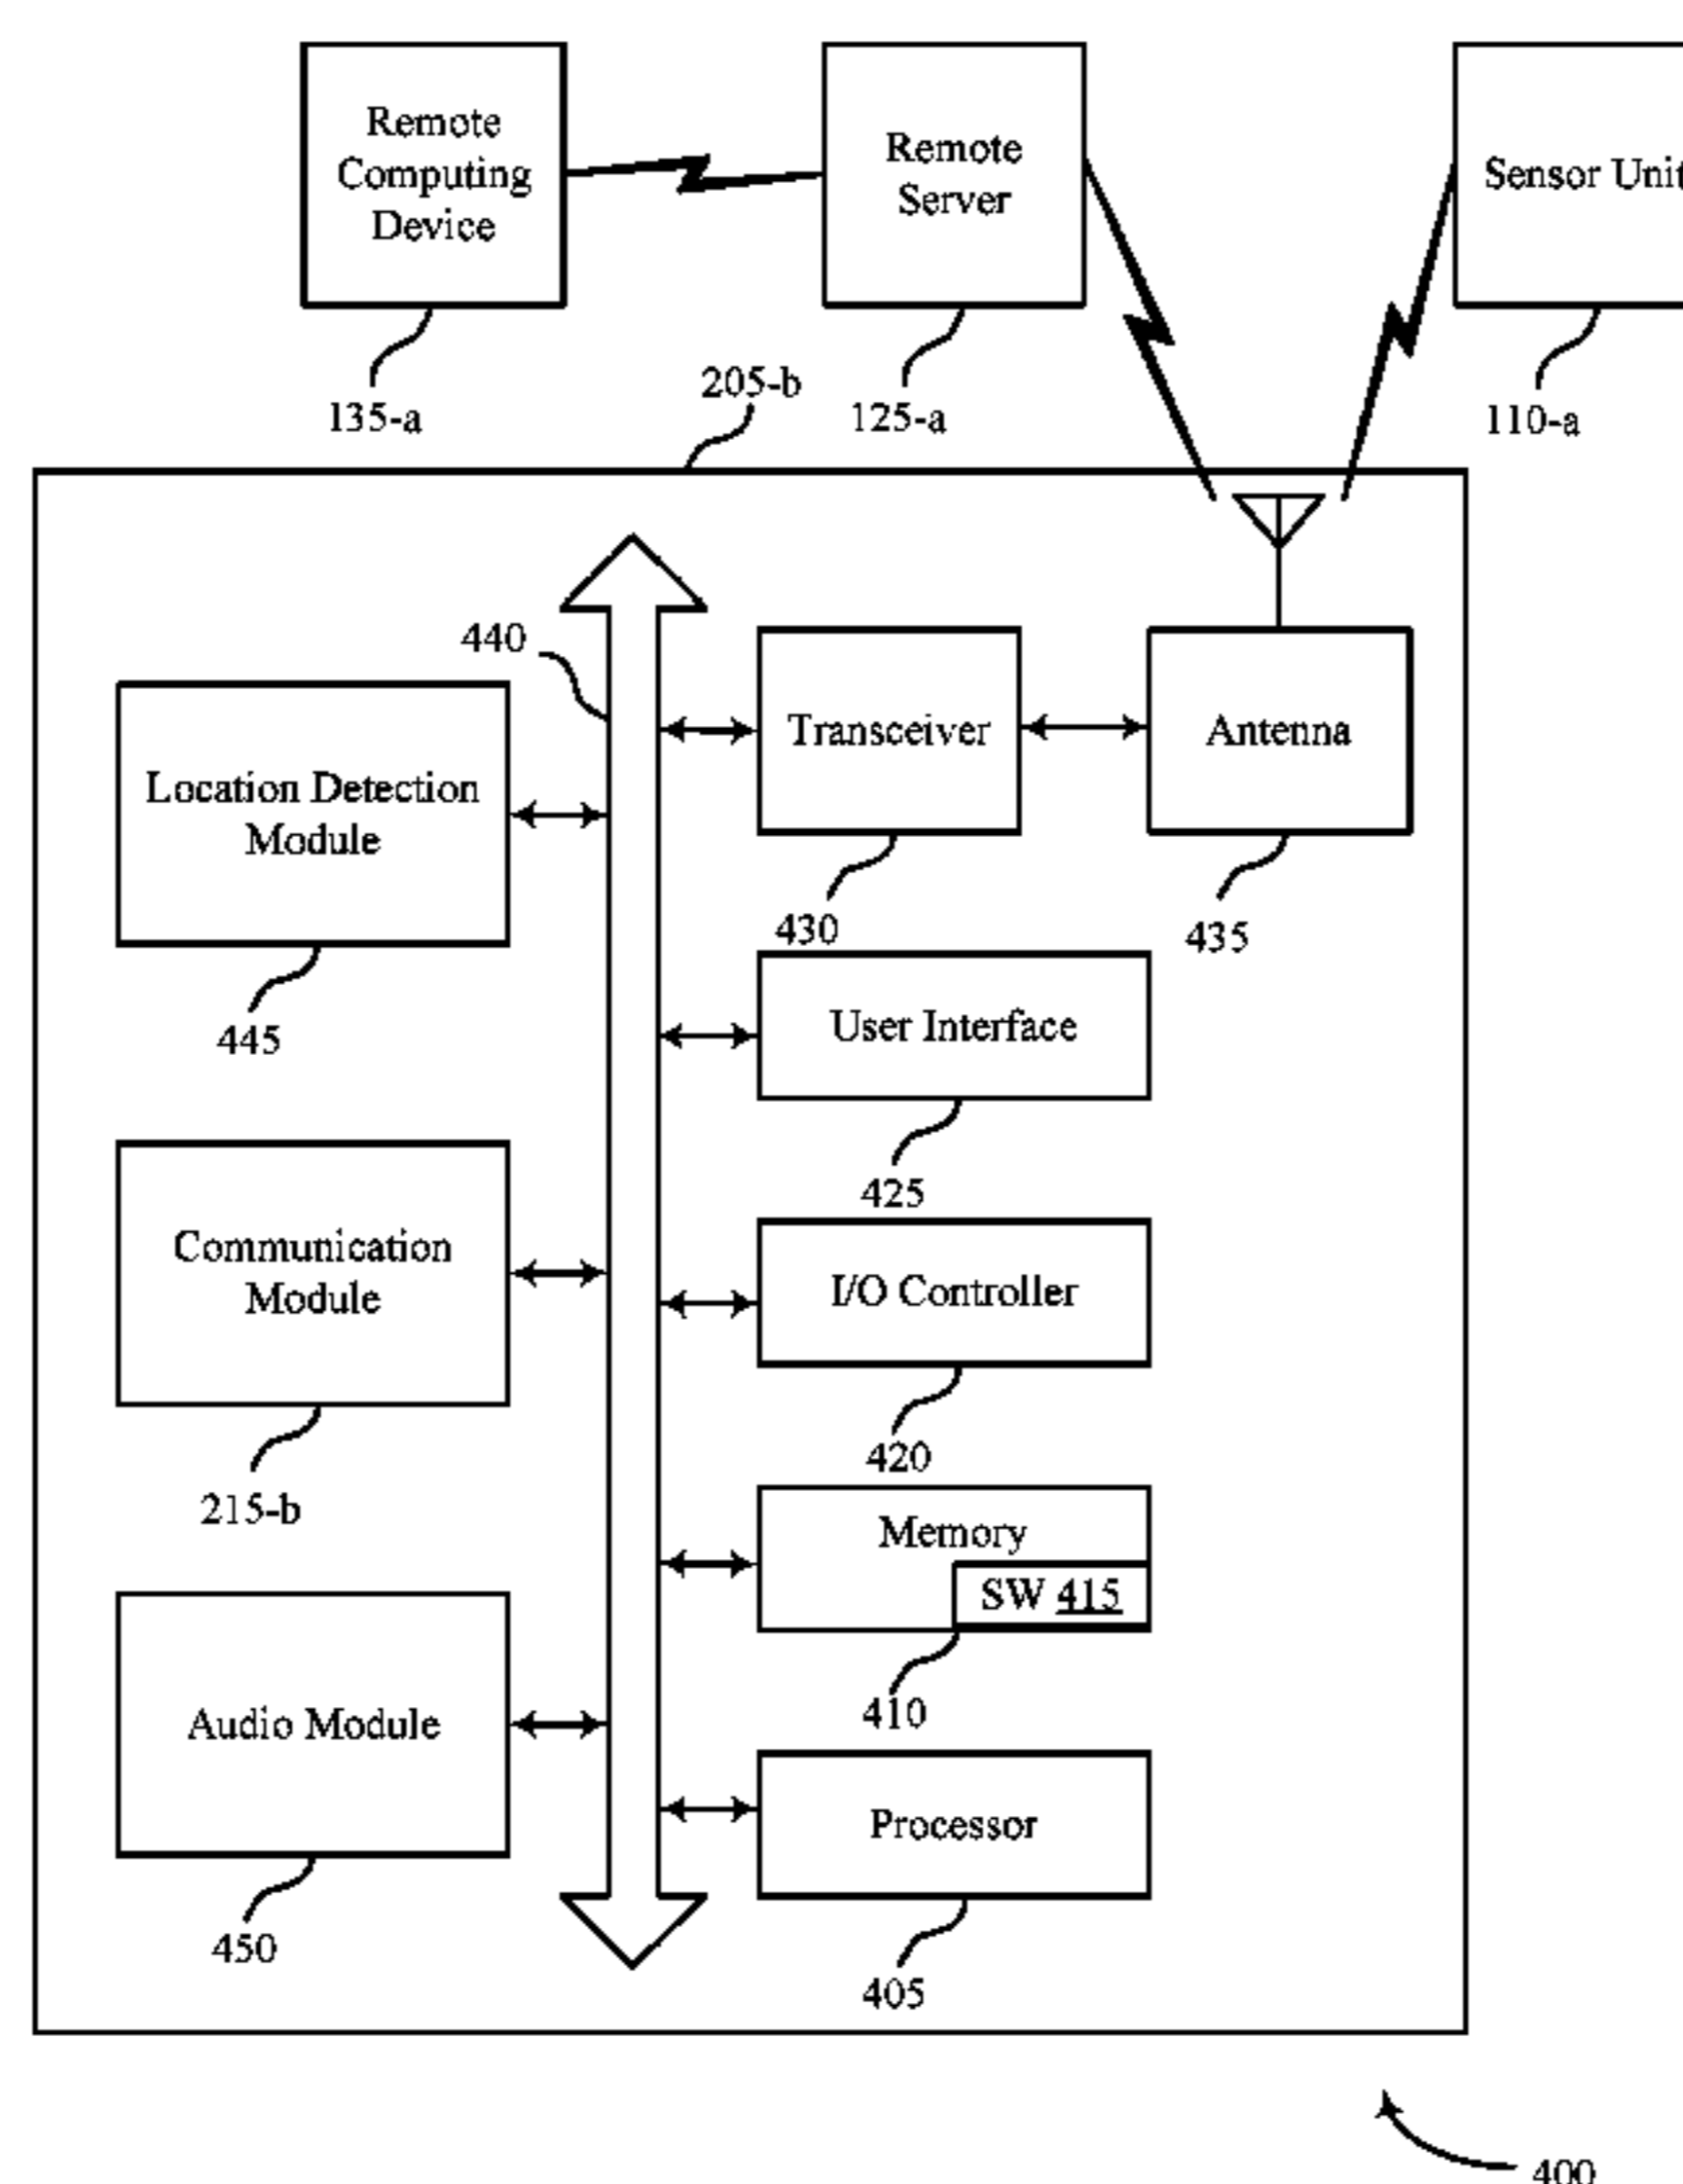 Remote
Computing
Device
Remote
Server
Sensor Unit
135-a
205-b
125-a
110-a
440
Transceiver
Antenna
Location Detection
Module
430
435
445
User Interface
425
Communication
Module
I/O Controller
215-b
420
Memory
SW 415
410
Audio Module
Processor
450
405
400